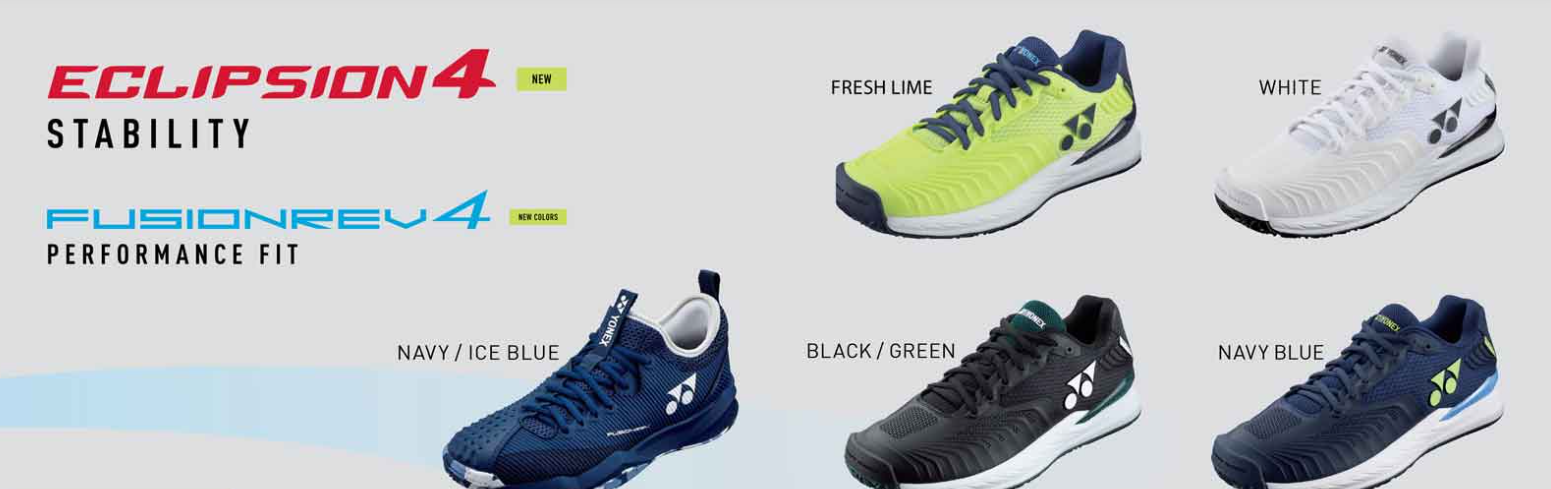 ECLIPSION4 NEW
STABILITY
FUSIONREV4 NEW COLORS
PERFORMANCE FIT
FRESH LIME
YONEX
WHITE
YONEX
NAVY / ICE BLUE
YONEX
FUSIONREV
BLACK / GREEN
YONEX
NAVY BLUE
YONEX